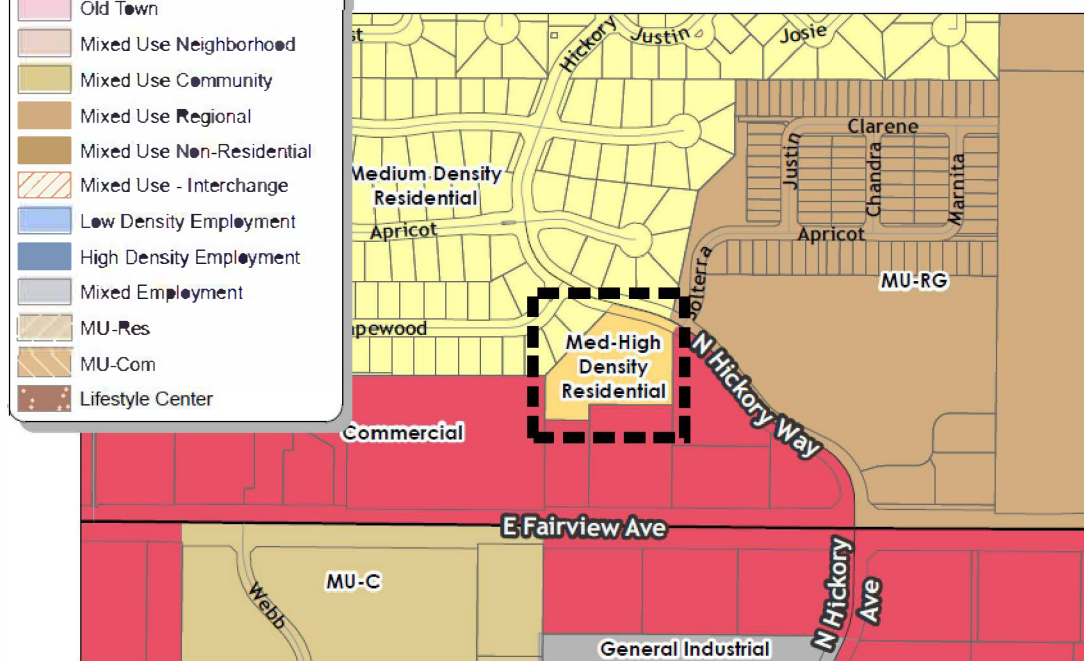 Old Town
Mixed Use Neighborhood
Mixed Use Community
Mixed Use Regional
Mixed Use Non-Residential
Mixed Use - Interchange
Low Density Employment
High Density Employment
Mixed Employment
MU-Res
MU-Com
Lifestyle Center
st
Hickory
Justin
Josie
Medium Density
Residential
Apricot
apewood
Clarene
Justin
Chandra
Marnita
Apricot
Jolterra
MU-RG
Med-High
Density
Residential
N Hickory Way
Commercial
E Fairview Ave
MU-C
Webb
N Hickory
Ave
General Industrial